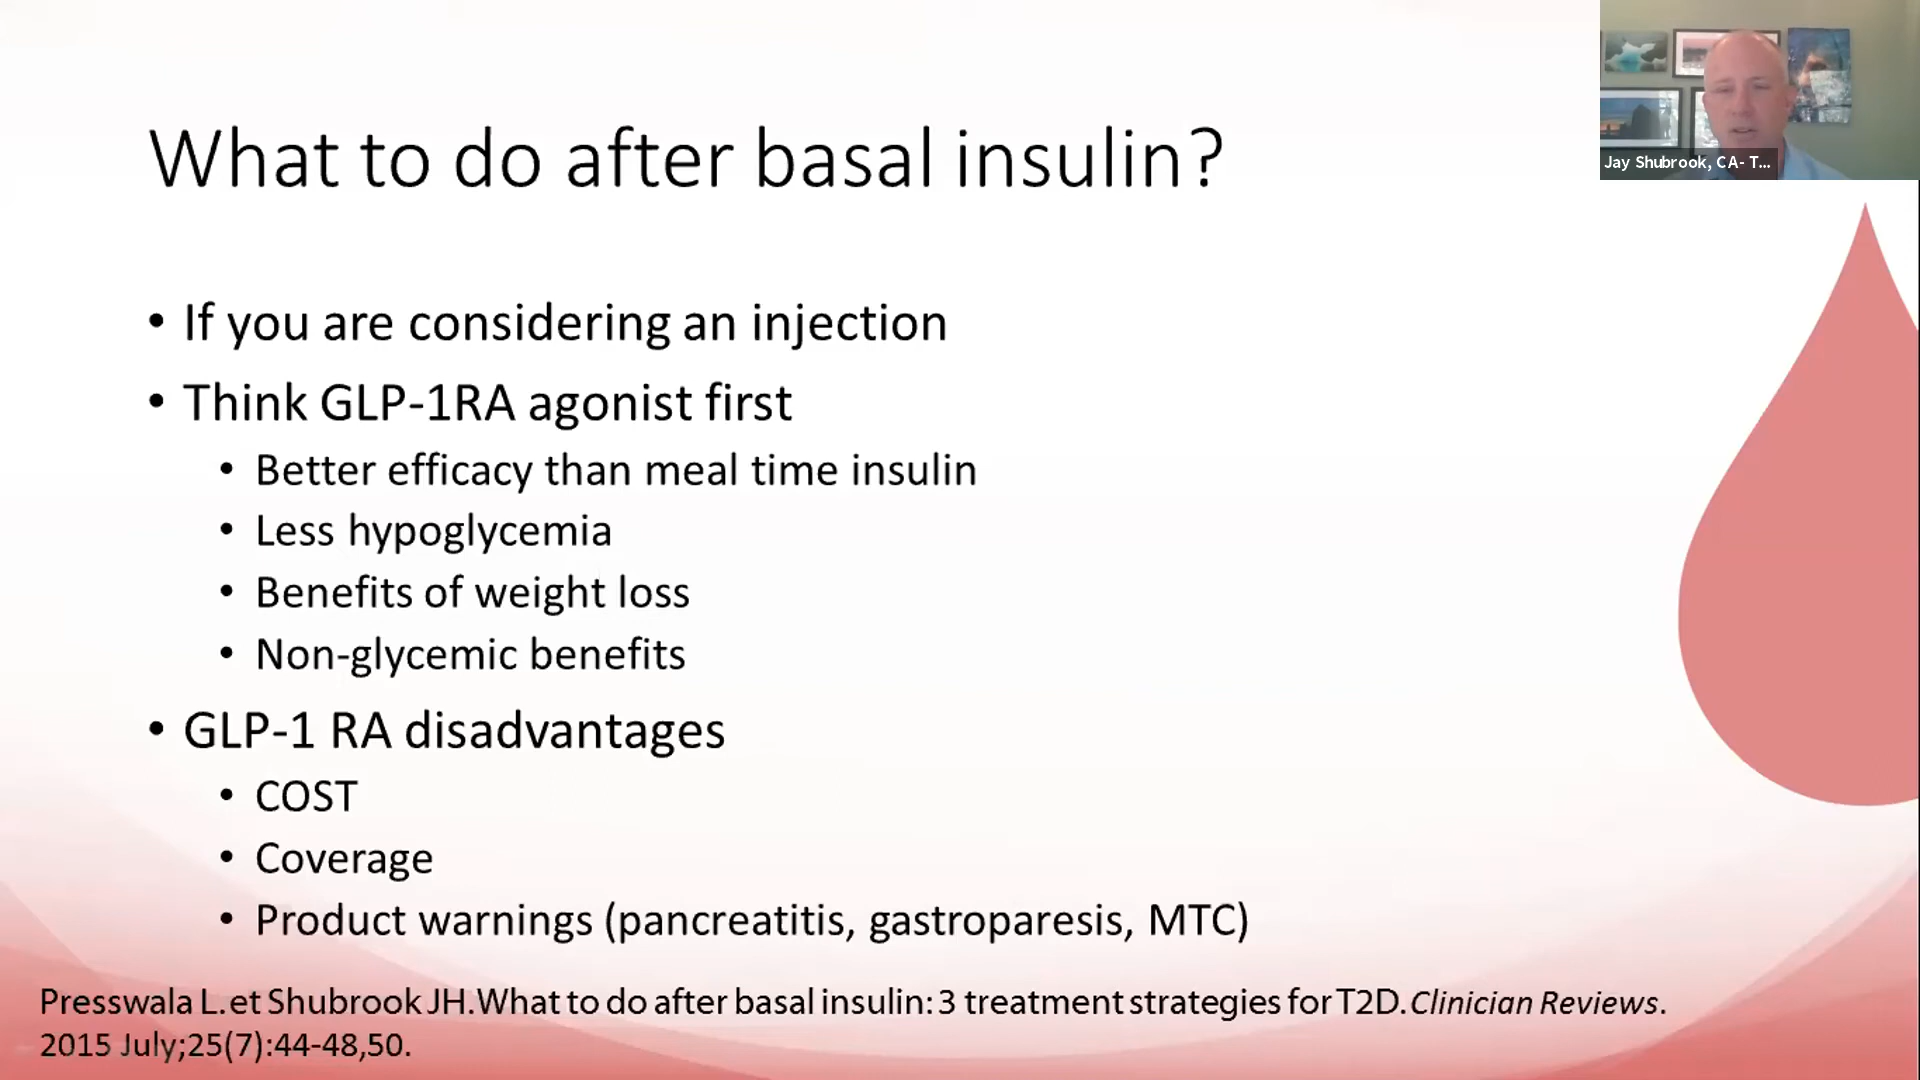 Jay Shubrook, CA- T...
What to do after basal insulin?
• If you are considering an injection
• Think GLP-1RA agonist first
• Better efficacy than meal time insulin
• Less hypoglycemia
• Benefits of weight loss
• Non-glycemic benefits
• GLP-1 RA disadvantages
• COST
• Coverage
• Product warnings (pancreatitis, gastroparesis, MTC)
Presswala L.et Shubrook JH.What to do after basal insulin: 3 treatment strategies for T2D.Clinician Reviews.
2015 July;25(7):44-48,50.